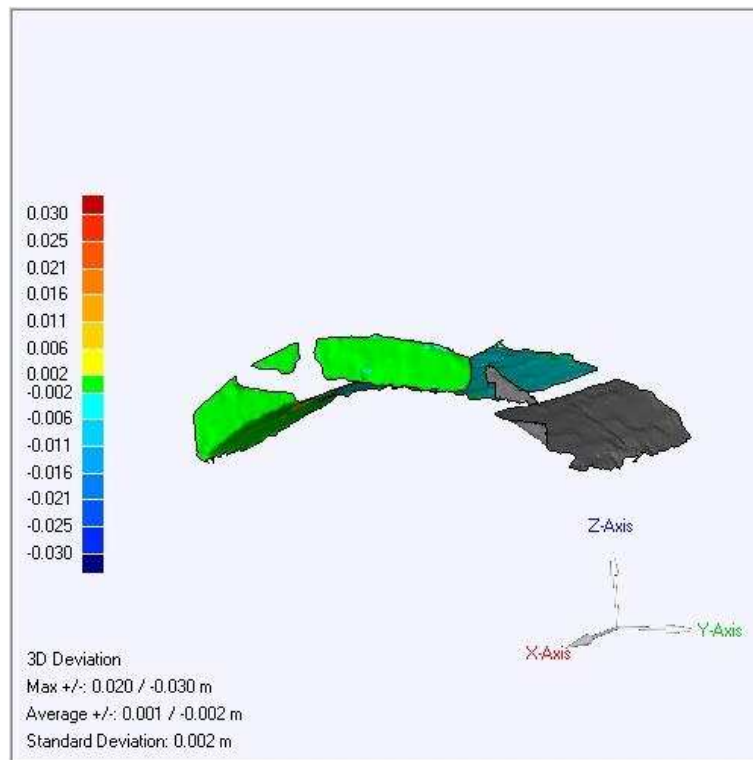 0.030
0.025
0.021
0.016
0.011
0.006
0.002
-0.002
-0.006
-0.011
-0.016
-0.021
-0.025
-0.030
Z-Axis
Y-Axis
X-Axis
3D Deviation
Max +/-: 0.020 / -0.030 m
Average +/-: 0.001 / -0.002 m
Standard Deviation: 0.002 m